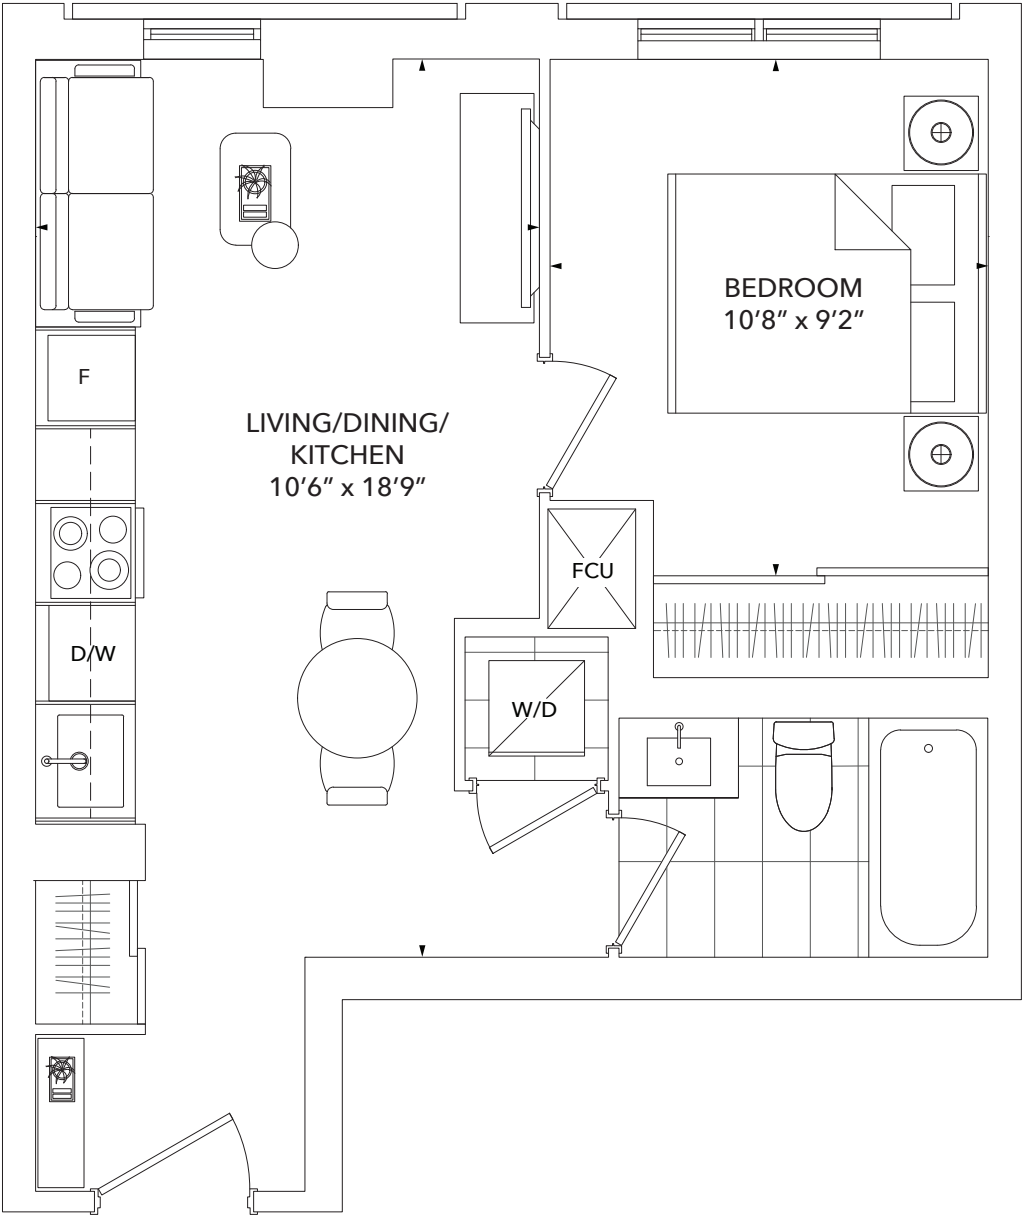 BEDROOM
10’8” x 9’2”
F
LIVING/DINING/
KITCHEN
10’6” x 18’9”
FCU
D/W
W/D